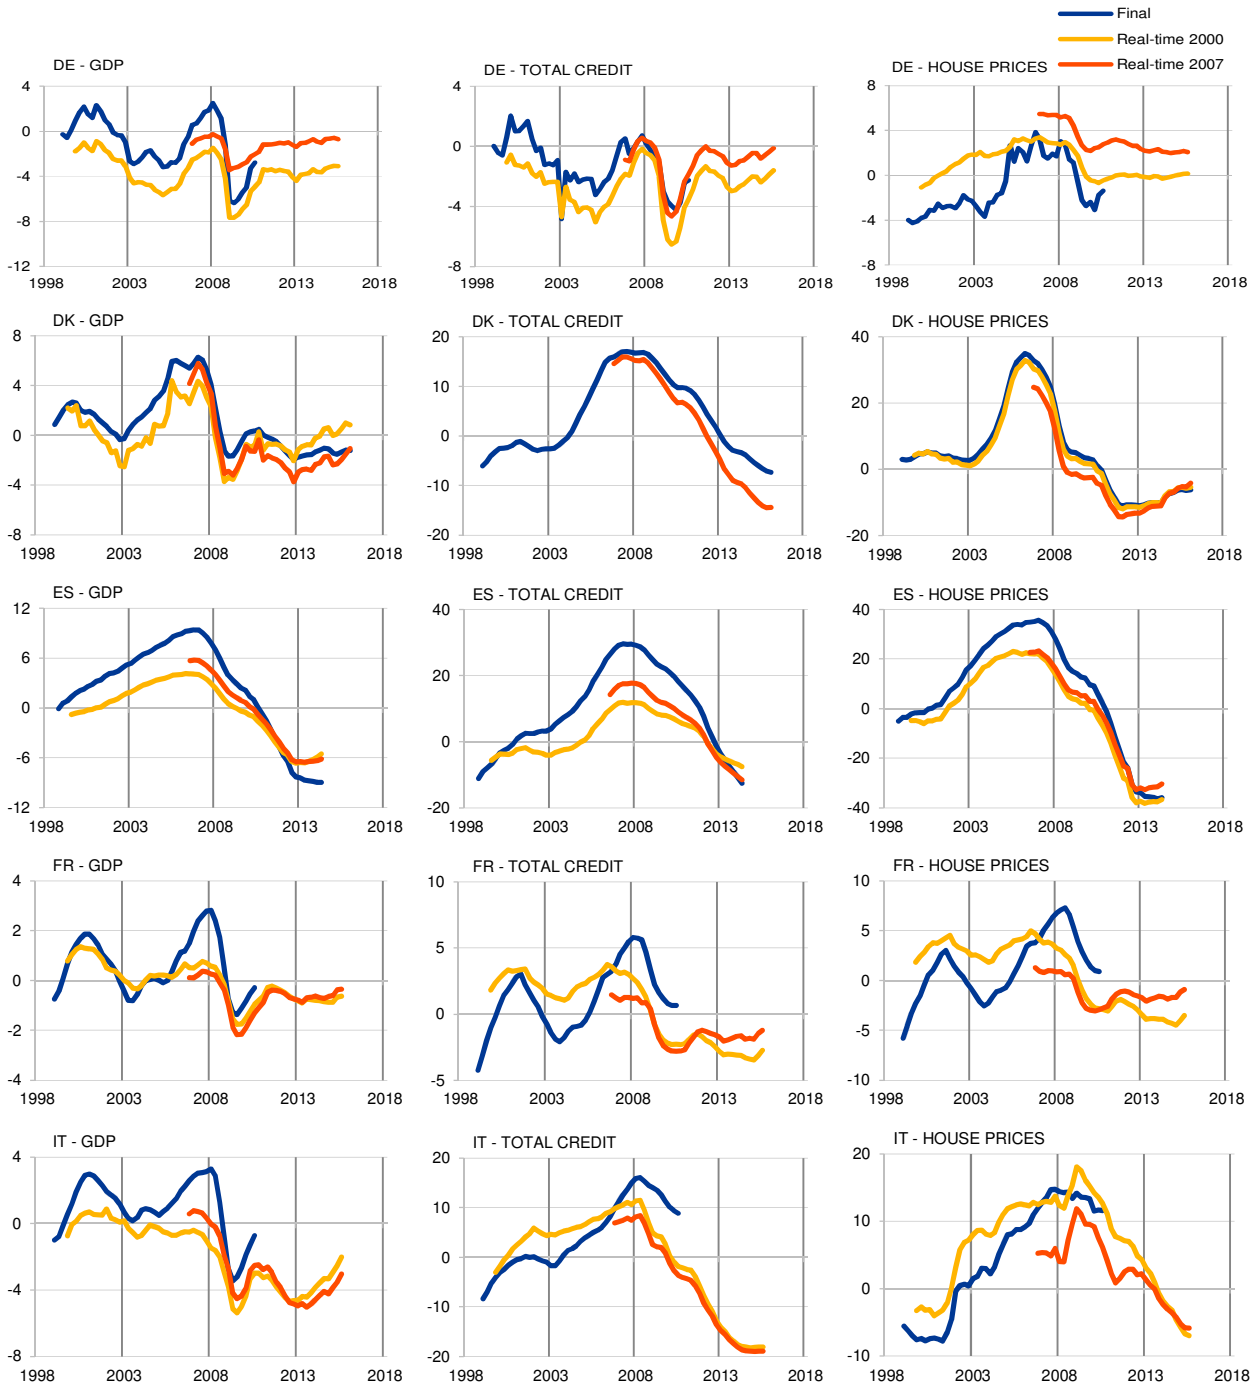 Final
Real-time 2000
Real-time 2007
DE - GDP
4
0
-4
-8
-12
1998 2003 2008 2013 2018
DE - TOTAL CREDIT
4
0
-4
-8
1998 2003 2008 2013 2018
DE - HOUSE PRICES
8
4
0
-4
-8
1998 2003 2008 2013 2018
DK - GDP
8
4
0
-4
-8
1998 2003 2008 2013 2018
DK - TOTAL CREDIT
20
10
0
-10
-20
1998 2003 2008 2013 2018
DK - HOUSE PRICES
40
20
0
-20
1998 2003 2008 2013 2018
ES - GDP
12
6
0
-6
-12
1998 2003 2008 2013 2018
ES - TOTAL CREDIT
40
20
0
-20
1998 2003 2008 2013 2018
ES - HOUSE PRICES
40
20
0
-20
-40
1998 2003 2008 2013 2018
FR - GDP
4
2
0
-2
-4
1998 2003 2008 2013 2018
FR - TOTAL CREDIT
10
5
0
-5
1998 2003 2008 2013 2018
FR - HOUSE PRICES
10
5
0
-5
-10
1998 2003 2008 2013 2018
IT - GDP
4
0
-4
-8
1998 2003 2008 2013 2018
IT - TOTAL CREDIT
20
10
0
-10
-20
1998 2003 2008 2013 2018
IT - HOUSE PRICES
20
10
0
-10
1998 2003 2008 2013 2018